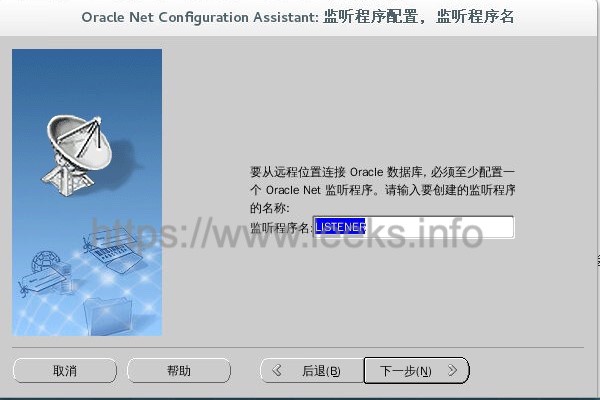 Oracle Net Configuration Assistant: 监听程序配置, 监听程序名
要从远程位置连接 Oracle 数据库, 必须至少配置一
个 Oracle Net 监听程序。请输入要创建的监听程序
的名称:
监听程序名: LISTENER
https://www.leeks.info
取消 帮助 后退(B) 下一步(N)